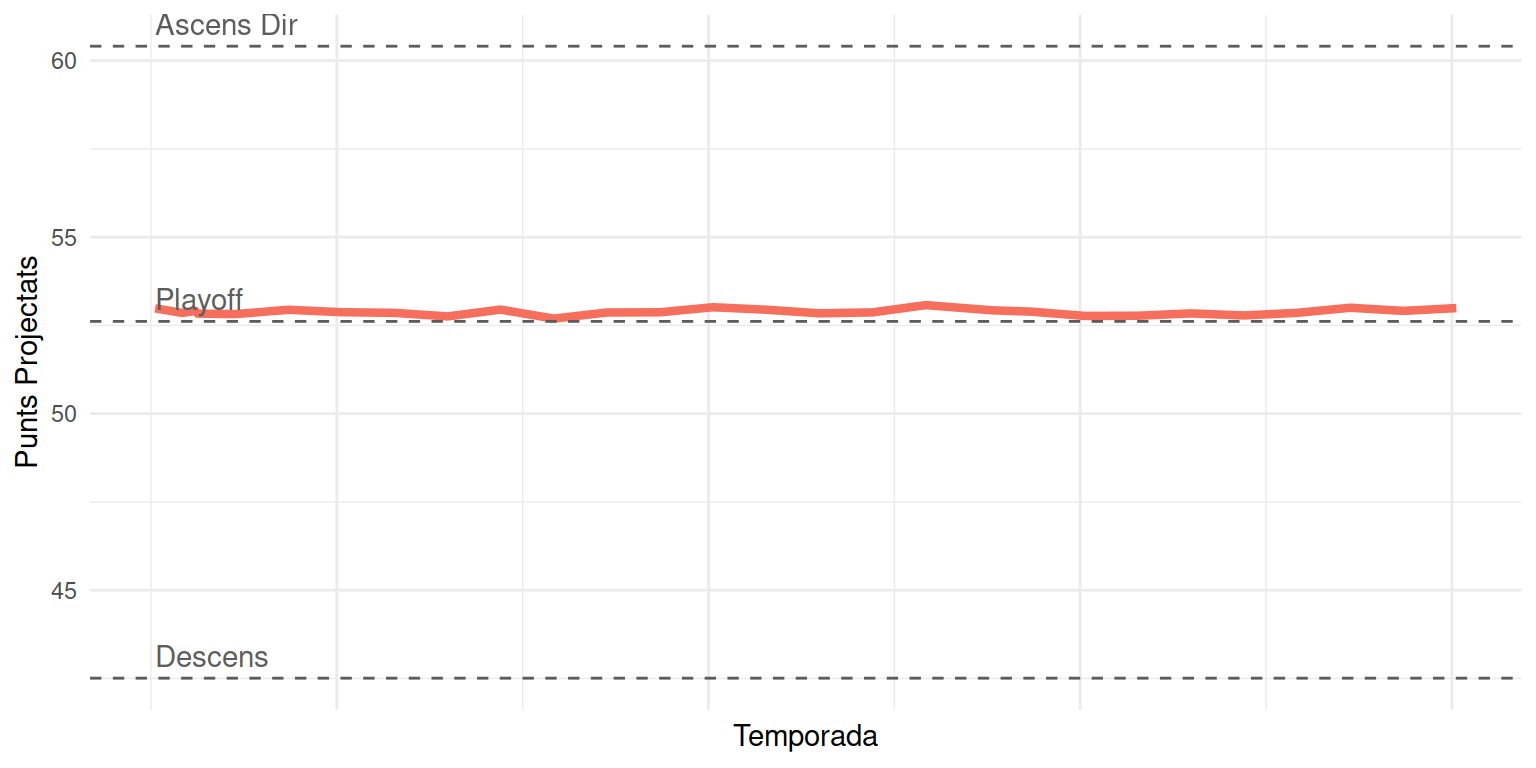 Ascens Dir
60
55
Playoff
50
45
Descens
Punts Projectats
Temporada